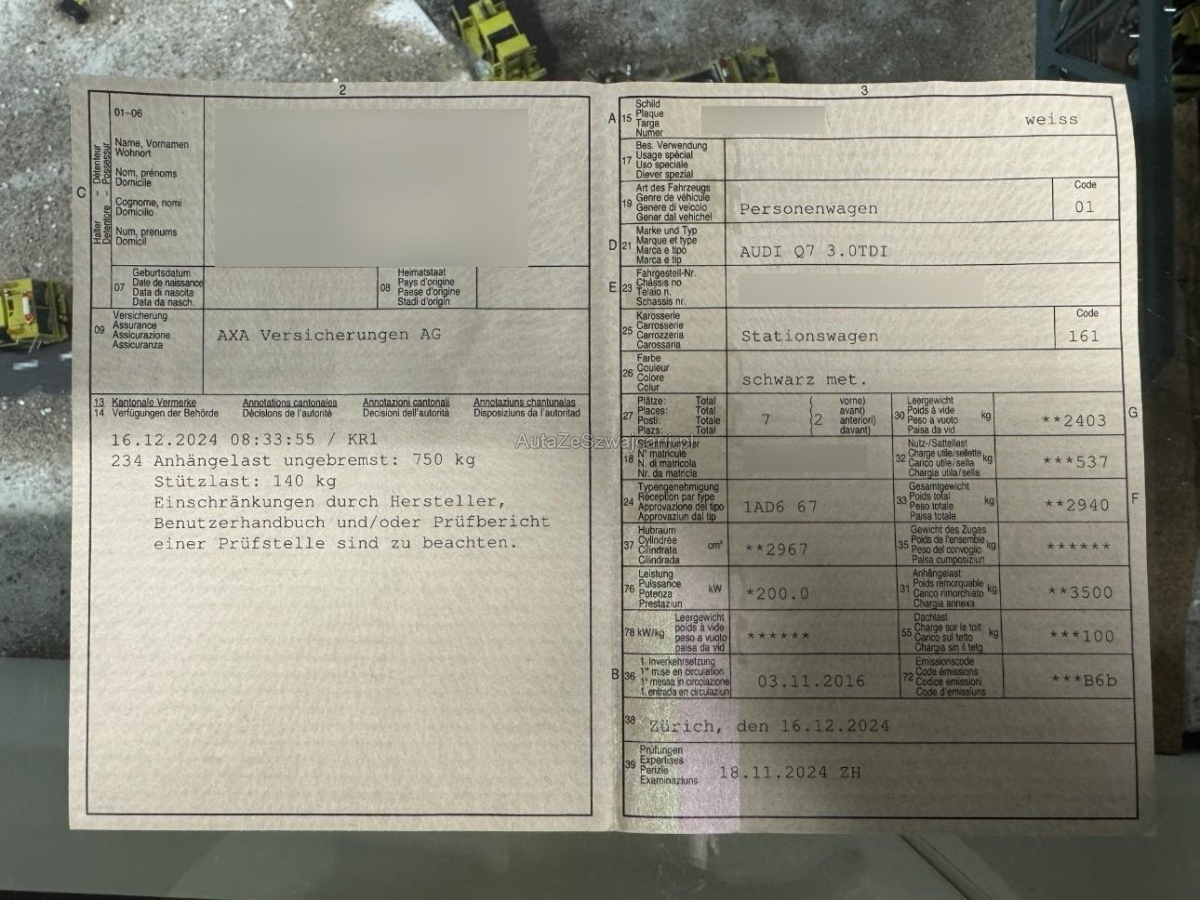 2
01-06
Halter - Détenteur
Detentore - Possessur
C
Name, Vornamen
Wohnort
Nom, prénoms
Domicile
Cognome, nomi
Domicilio
Num, prenums
Domicil
07
Geburtsdatum
Date de naissance
Data di nascita
Data da nasch.
08
Heimatstaat
Pays d'origine
Paese d'origine
Stadi d'origin
09
Versicherung
Assurance
Assicurazione
Assicuranza
AXA Versicherungen AG
13 Kantonale Vermerke Annotations cantonales Annotazioni cantonali Annotaziuns chantunalas
14 Verfügungen der Behörde Décisions de l'autorité Decisioni dell'autorità Disposiziuns da l'autoritad
16.12.2024 08:33:55 / KR1
234 Anhängelast ungebremst: 750 kg
Stützlast: 140 kg
Einschränkungen durch Hersteller,
Benutzerhandbuch und/oder Prüfbericht
einer Prüfstelle sind zu beachten.
3
A 15
Schild
Plaque
Targa
Numer
weiss
17
Bes. Verwendung
Usage spécial
Uso speciale
Diever spezial
19
Art des Fahrzeugs
Genre de véhicule
Genere di veicolo
Gener dal vehichel
Personenwagen
Code
01
D 21
Marke und Typ
Marque et type
Marca e tipo
Marca e tip
AUDI Q7 3.0TDI
E 23
Fahrgestell-Nr.
Châssis no
Telaio n.
Schassis nr.
25
Karosserie
Carrosserie
Carrozzeria
Carossaria
Stationswagen
Code
161
26
Farbe
Couleur
Colore
Colur
schwarz met.
27
Plätze: Total
Places: Total
Posti: Totale
Plazs: Total
7
(2
vorne)
avant)
anteriori)
davant)
30
Leergewicht
Poids à vide
Peso a vuoto
Paisa da vid
kg
**2403
G
18
Stammnummer
N° matricule
N. di matricola
Nr. da matricla
32
Nutz-/Sattellast
Charge utile/sellette
Carico utile/sella
Chargia utila/sella
kg
***537
24
Typengenehmigung
Réception par type
Approvazione del tipo
Approvaziun dal tip
1AD6 67
33
Gesamtgewicht
Poids total
Peso totale
Paisa totala
kg
**2940
F
37
Hubraum
Cylindrée
Cilindrata
Cilindrada
cm³
**2967
35
Gewicht des Zuges
Poids de l'ensemble
Peso del convoglio
Paisa cumposiziun
kg
******
76
Leistung
Puissance
Potenza
Prestaziun
kW
*200.0
31
Anhängelast
Poids remorquable
Carico rimorchiato
Chargia annexa
kg
**3500
78 kW/kg
Leergewicht
poids à vide
peso a vuoto
paisa da vid
******
55
Dachlast
Charge sur le toit
Carico sul tetto
Chargia sin il tetg
kg
***100
B 36
1. Inverkehrsetzung
1re mise en circulation
1a messa in circolazione
1. entrada en circulaziun
03.11.2016
72
Emissionscode
Code émissions
Codice emissioni
Code d'emissiuns
***B6b
38
Zürich, den 16.12.2024
39
Prüfungen
Expertises
Perizie
Examinaziuns
18.11.2024 ZH